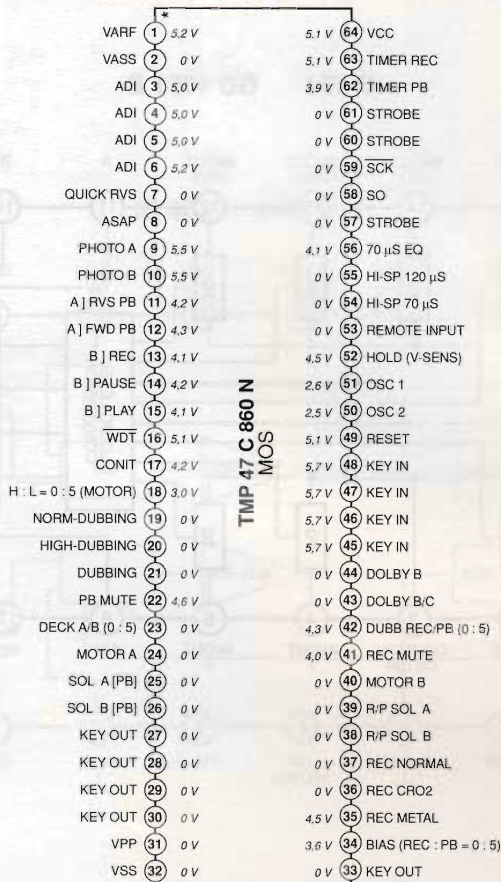 *
VARF 1 5,2 V 5.1 V 64 VCC
VASS 2 0 V 5,1 V 63 TIMER REC
ADI 3 5,0 V 3,9 V 62 TIMER PB
ADI 4 5,0 V 0 V 61 STROBE
ADI 5 5,0 V 0 V 60 STROBE
ADI 6 5,2 V 0 V 59 SCK
QUICK RVS 7 0 V 0 V 58 SO
ASAP 8 0 V 0 V 57 STROBE
PHOTO A 9 5,5 V 4,1 V 56 70 µS EQ
PHOTO B 10 5,5 V 0 V 55 HI-SP 120 µS
A ] RVS PB 11 4,2 V 0 V 54 HI-SP 70 µS
A ] FWD PB 12 4,3 V 0 V 53 REMOTE INPUT
B ] REC 13 4,1 V 4,5 V 52 HOLD (V-SENS)
B ] PAUSE 14 4,2 V 2,6 V 51 OSC 1
B ] PLAY 15 4,1 V 2,5 V 50 OSC 2
WDT 16 5,1 V 5,1 V 49 RESET
CONIT 17 4,2 V 5,7 V 48 KEY IN
H : L = 0 : 5 (MOTOR) 18 3,0 V 5,7 V 47 KEY IN
NORM-DUBBING 19 0 V 5,7 V 46 KEY IN
HIGH-DUBBING 20 0 V 5,7 V 45 KEY IN
DUBBING 21 0 V 0 V 44 DOLBY B
PB MUTE 22 4,6 V 0 V 43 DOLBY B/C
DECK A/B (0 : 5) 23 0 V 4,3 V 42 DUBB REC/PB (0 : 5)
MOTOR A 24 0 V 4,0 V 41 REC MUTE
SOL A [PB] 25 0 V 0 V 40 MOTOR B
SOL B [PB] 26 0 V 0 V 39 R/P SOL A
KEY OUT 27 0 V 0 V 38 R/P SOL B
KEY OUT 28 0 V 0 V 37 REC NORMAL
KEY OUT 29 0 V 0 V 36 REC CRO2
KEY OUT 30 0 V 4,5 V 35 REC METAL
VPP 31 0 V 3,6 V 34 BIAS (REC : PB = 0 : 5)
VSS 32 0 V 0 V 33 KEY OUT
TMP 47 C 860 N
MOS